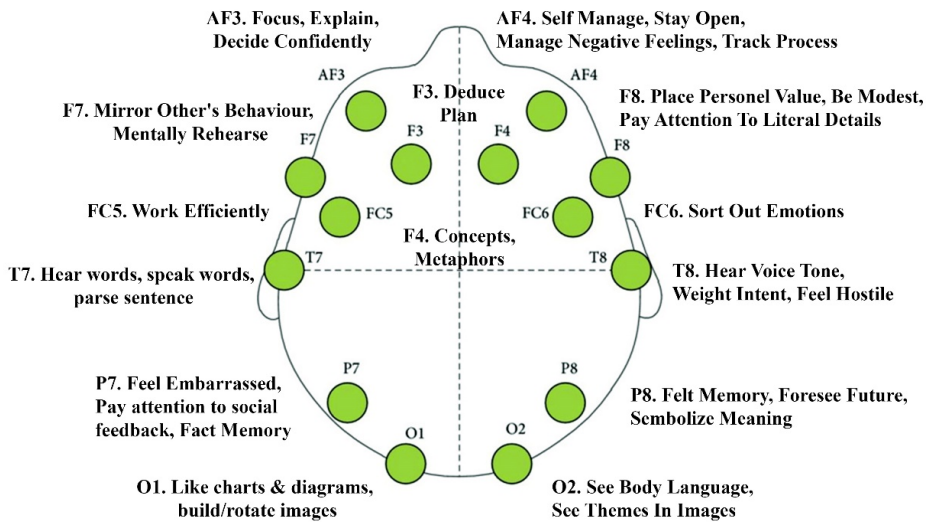 AF3. Focus, Explain,
Decide Confidently
AF4. Self Manage, Stay Open,
Manage Negative Feelings, Track Process
AF3
AF4
F7. Mirror Other's Behaviour,
Mentally Rehearse
F3. Deduce
Plan
F8. Place Personel Value, Be Modest,
Pay Attention To Literal Details
F7
F3
F4
F8
FC5. Work Efficiently
FC5
FC6
FC6. Sort Out Emotions
F4. Concepts,
Metaphors
T7. Hear words, speak words,
parse sentence
T7
T8
T8. Hear Voice Tone,
Weight Intent, Feel Hostile
P7. Feel Embarrassed,
Pay attention to social
feedback, Fact Memory
P7
P8
P8. Felt Memory, Foresee Future,
Sembolize Meaning
O1
O2
O1. Like charts & diagrams,
build/rotate images
O2. See Body Language,
See Themes In Images